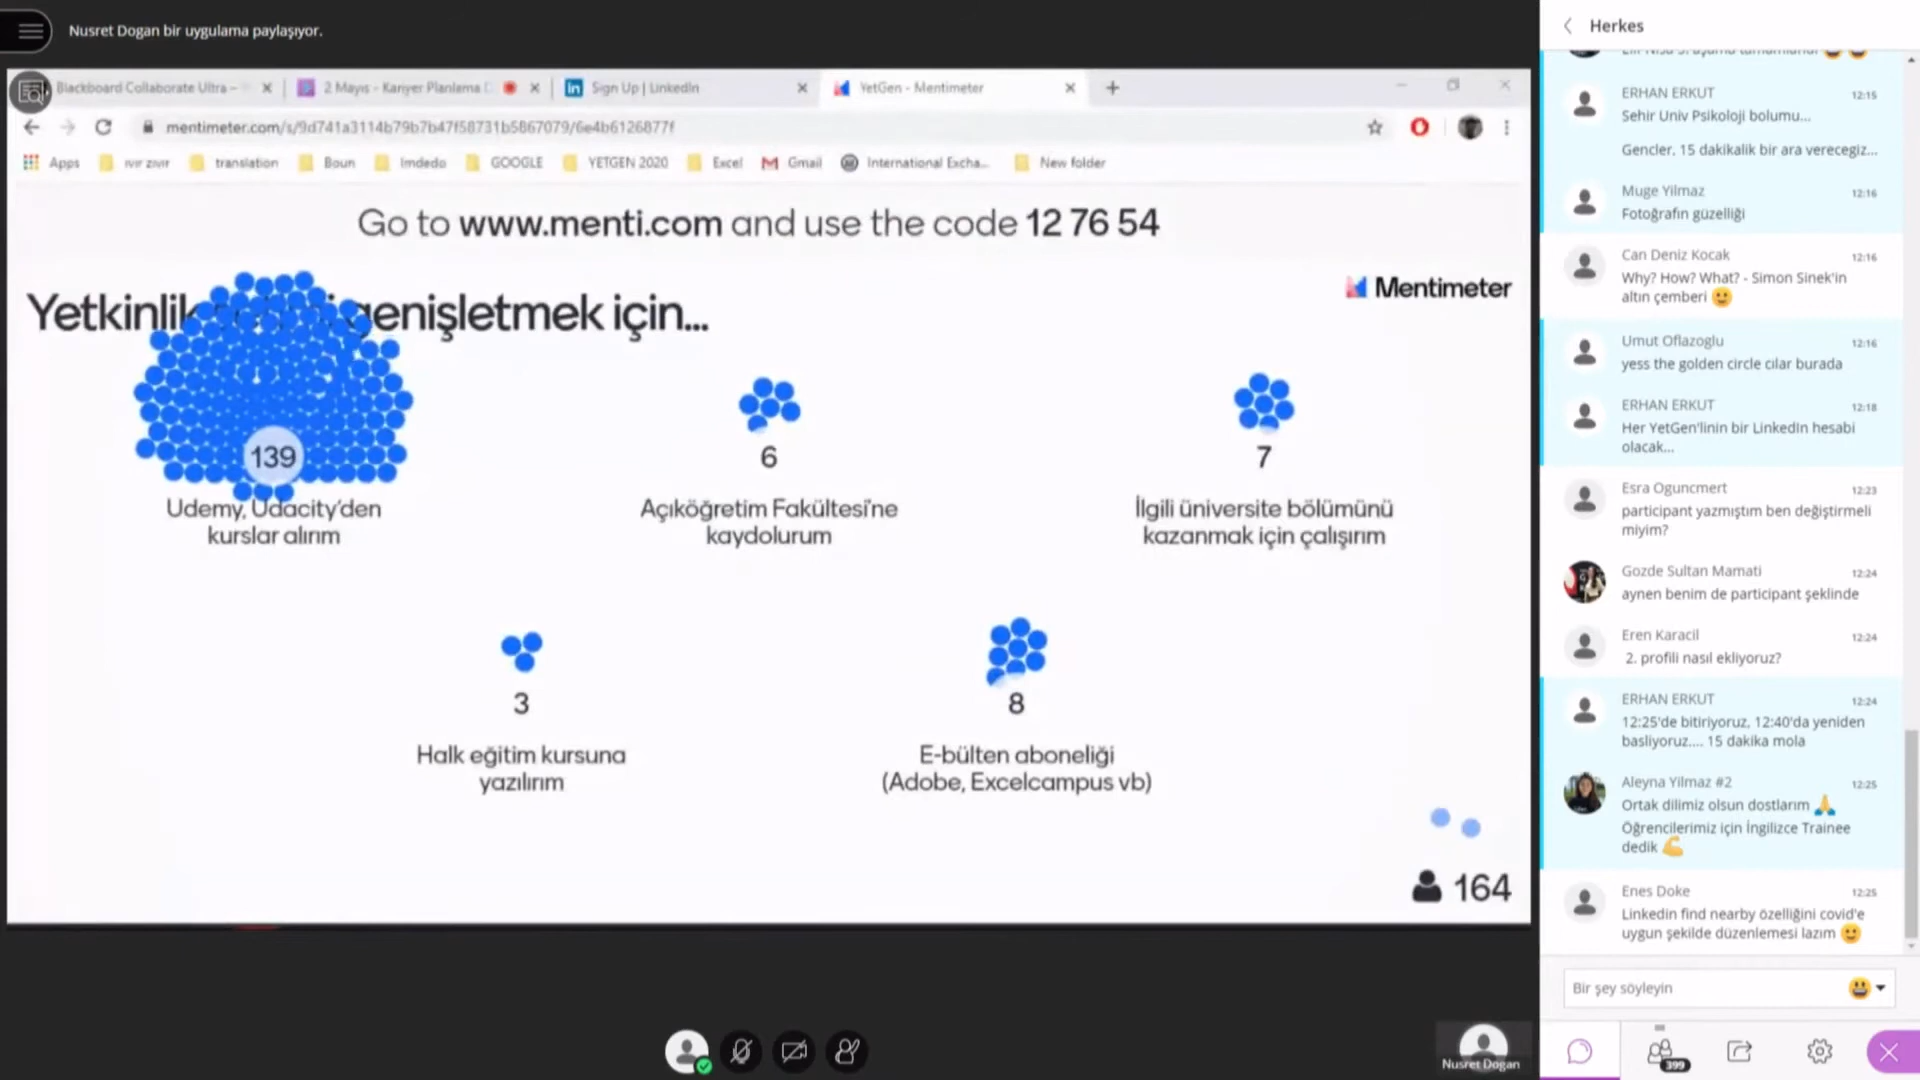 Nusret Dogan bir uygulama paylaşıyor.
Blackboard Collaborate Ultra –
2 Mayıs - Kariyer Planlama
Sign Up | LinkedIn
YetGen - Mentimeter
mentimeter.com/s/9d741a3114b79b7b47f58731b5867079/6e4b6126877f
Apps
ıvır zıvır
translation
Boun
Imdedo
GOOGLE
YETGEN 2020
Excel
Gmail
International Excha...
New folder
Go to www.menti.com and use the code 12 76 54
genişletmek için...
Mentimeter
139
Udemy, Udacity'den
kurslar alırım
6
Açıköğretim Fakültesi'ne
kaydolurum
7
İlgili üniversite bölümünü
kazanmak için çalışırım
3
Halk eğitim kursuna
yazılırım
8
E-bülten aboneliği
(Adobe, Excelcampus vb)
164
Nusret Dogan
Herkes
ERHAN ERKUT 12:15
Sehir Univ Psikoloji bolumu...
Gencler, 15 dakikalik bir ara verecegiz...
Muge Yilmaz 12:16
Fotoğrafın güzelliği
Can Deniz Kocak 12:16
Why? How? What? - Simon Sinek'in
altın çemberi 🙂
Umut Oflazoglu 12:16
yess the golden circle cılar burada
ERHAN ERKUT 12:18
Her YetGen'linin bir LinkedIn hesabi
olacak...
Esra Oguncmert 12:23
participant yazmıştım ben değiştirmeli
miyim?
Gozde Sultan Mamati 12:24
aynen benim de participant şeklinde
Eren Karacil 12:24
2. profili nasıl ekliyoruz?
ERHAN ERKUT 12:24
12:25'de bitiriyoruz, 12:40'da yeniden
basliyoruz.... 15 dakika mola
Aleyna Yilmaz #2 12:25
Ortak dilimiz olsun dostlarım 🙏
Öğrencilerimiz için İngilizce Trainee
dedik 💪
Enes Doke 12:25
Linkedin find nearby özelliğini covid'e
uygun şekilde düzenlemesi lazım 🙂
Bir şey söyleyin
399